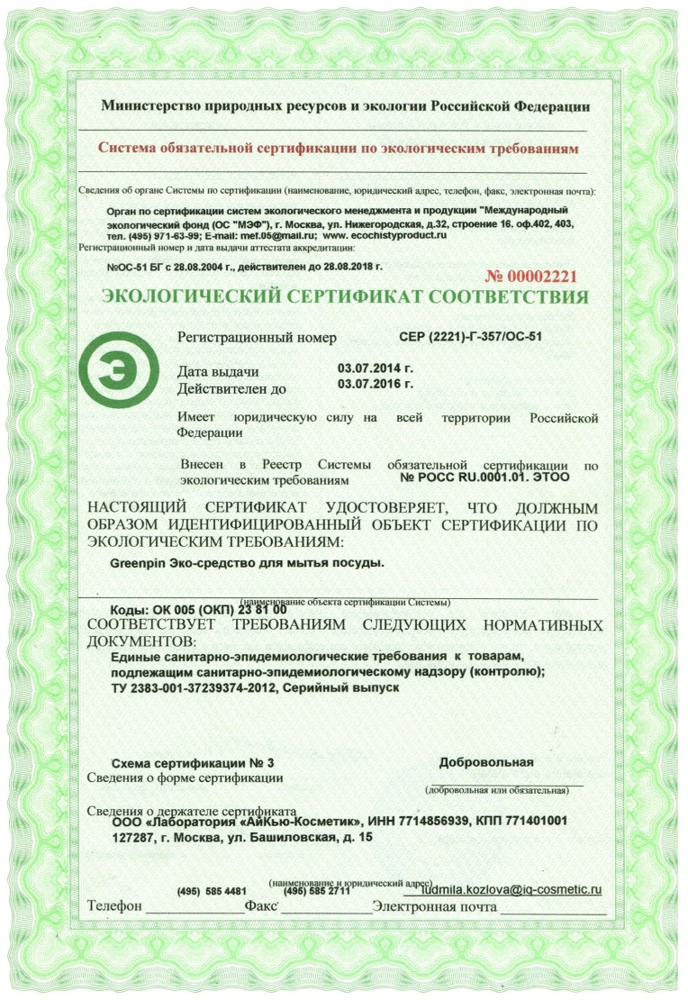 Министерство природных ресурсов и экологии Российской Федерации
Система обязательной сертификации по экологическим требованиям
Сведения об органе Системы по сертификации (наименование, юридический адрес, телефон, факс, электронная почта):
Орган по сертификации систем экологического менеджмента и продукции "Международный
экологический фонд (ОС "МЭФ"), г. Москва, ул. Нижегородская, д.32, строение 16. оф.402, 403,
тел. (495) 971-63-99; E-mail: mef.05@mail.ru; www. ecochistyproduct.ru
Регистрационный номер и дата выдачи аттестата аккредитации:
№ОС-51 БГ с 28.08.2004 г., действителен до 28.08.2018 г.
№ 00002221
ЭКОЛОГИЧЕСКИЙ СЕРТИФИКАТ СООТВЕТСТВИЯ
Э
Регистрационный номер СЕР (2221)-Г-357/ОС-51
Дата выдачи 03.07.2014 г.
Действителен до 03.07.2016 г.
Имеет юридическую силу на всей территории Российской
Федерации
Внесен в Реестр Системы обязательной сертификации по
экологическим требованиям № РОСС RU.0001.01. ЭТОО
НАСТОЯЩИЙ СЕРТИФИКАТ УДОСТОВЕРЯЕТ, ЧТО ДОЛЖНЫМ
ОБРАЗОМ ИДЕНТИФИЦИРОВАННЫЙ ОБЪЕКТ СЕРТИФИКАЦИИ ПО
ЭКОЛОГИЧЕСКИМ ТРЕБОВАНИЯМ:
Greenpin Эко-средство для мытья посуды.
(наименование объекта сертификации Системы)
Коды: ОК 005 (ОКП) 23 81 00
СООТВЕТСТВУЕТ ТРЕБОВАНИЯМ СЛЕДУЮЩИХ НОРМАТИВНЫХ
ДОКУМЕНТОВ:
Единые санитарно-эпидемиологические требования к товарам,
подлежащим санитарно-эпидемиологическому надзору (контролю);
ТУ 2383-001-37239374-2012, Серийный выпуск
Схема сертификации № 3 Добровольная
Сведения о форме сертификации
(добровольная или обязательная)
Сведения о держателе сертификата
ООО «Лаборатория «АйКью-Косметик», ИНН 7714856939, КПП 771401001
127287, г. Москва, ул. Башиловская, д. 15
(наименование и юридический адрес)
(495) 585 4481 (495) 585 2711 ludmila.kozlova@iq-cosmetic.ru
Телефон Факс Электронная почта